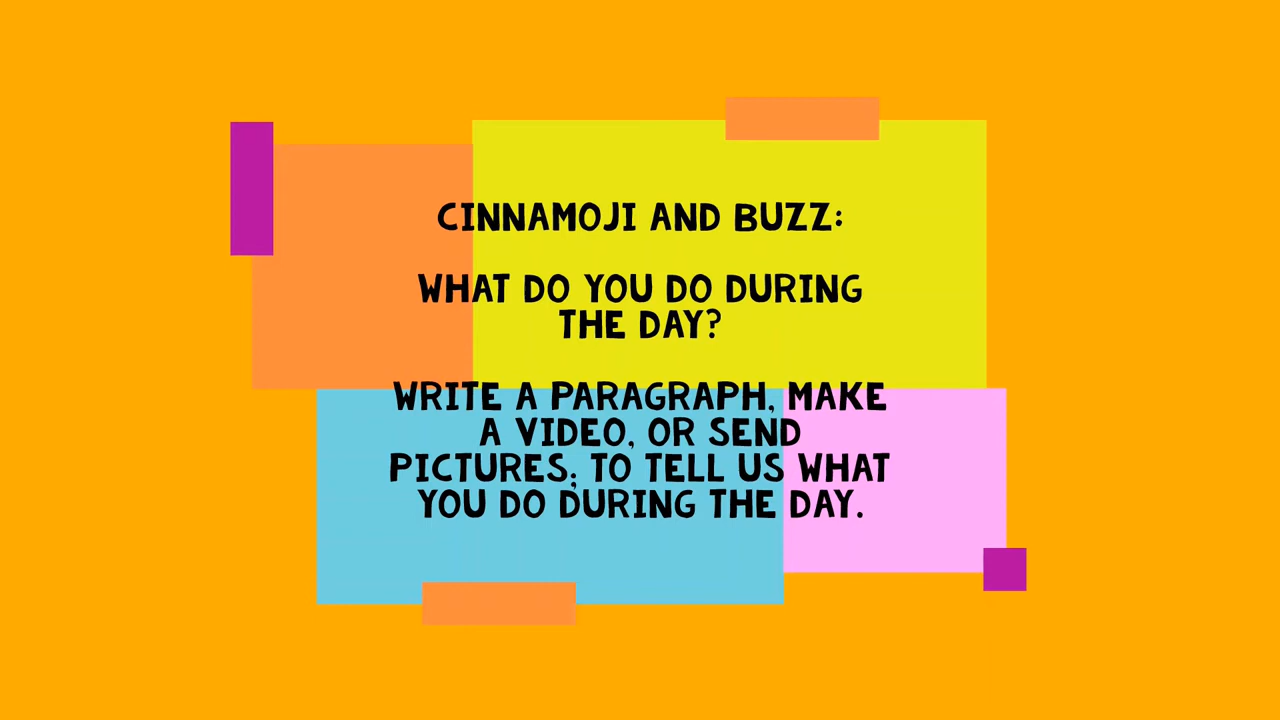 CINNAMOJI AND BUZZ:
WHAT DO YOU DO DURING
THE DAY?
WRITE A PARAGRAPH, MAKE
A VIDEO, OR SEND
PICTURES; TO TELL US WHAT
YOU DO DURING THE DAY.